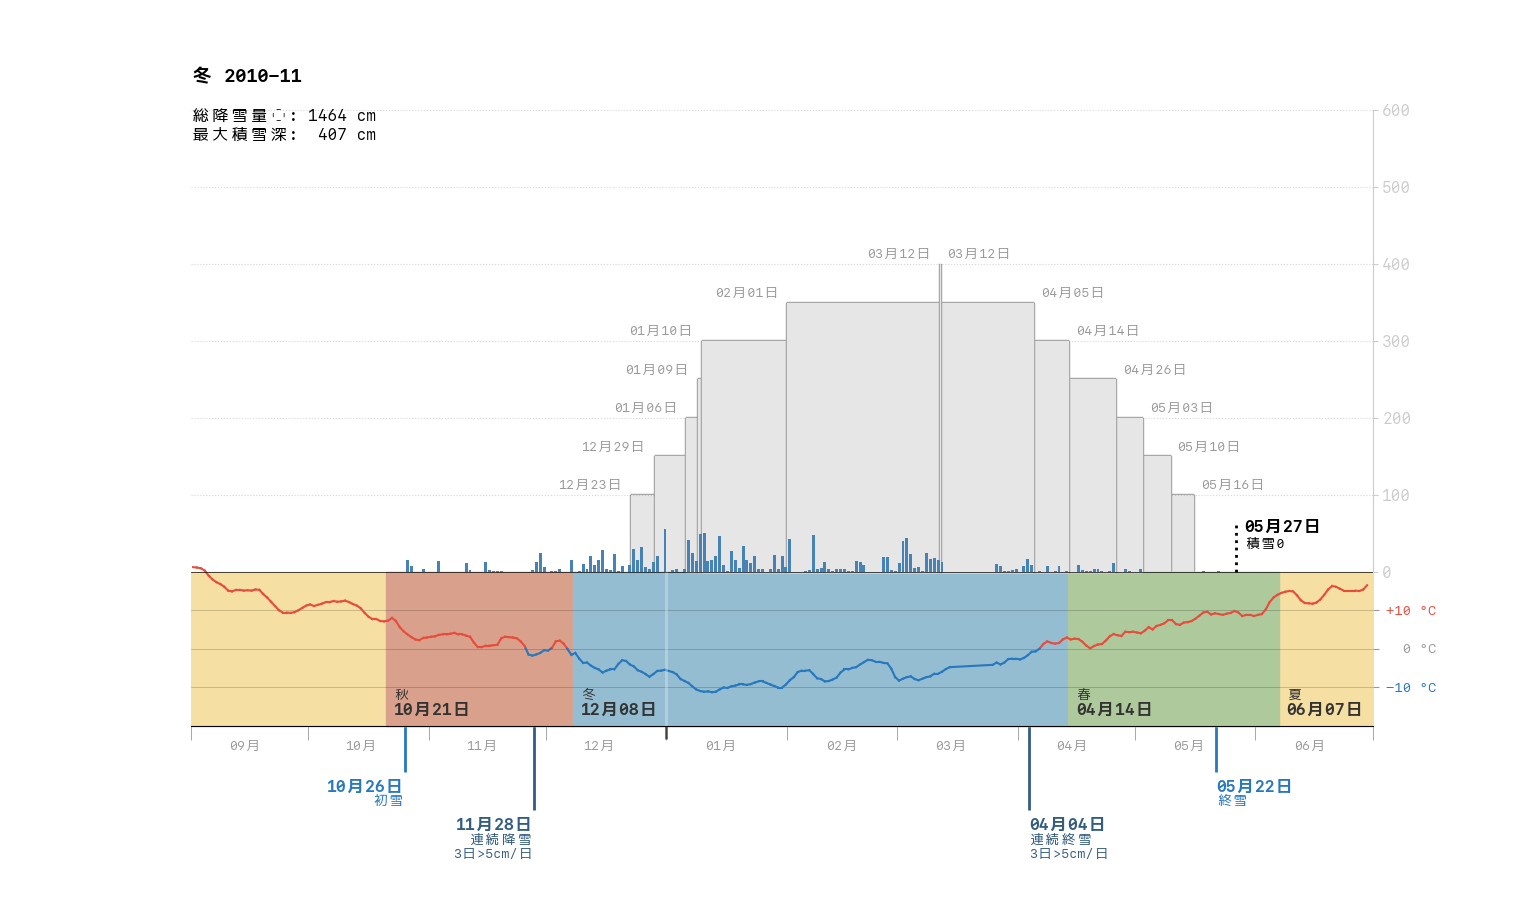 冬 2010-11
総降雪量: 1464 cm
最大積雪深: 407 cm
600
500
03月12日 03月12日
400
02月01日 04月05日
01月10日 04月14日
300
01月09日 04月26日
01月06日 05月03日
200
12月29日 05月10日
12月23日 05月16日
100
05月27日
積雪0
0
+10 °C
0 °C
-10 °C
秋
10月21日
冬
12月08日
春
04月14日
夏
06月07日
09月 10月 11月 12月 01月 02月 03月 04月 05月 06月
10月26日
初雪
05月22日
終雪
11月28日
連続降雪
3日>5cm/日
04月04日
連続終雪
3日>5cm/日